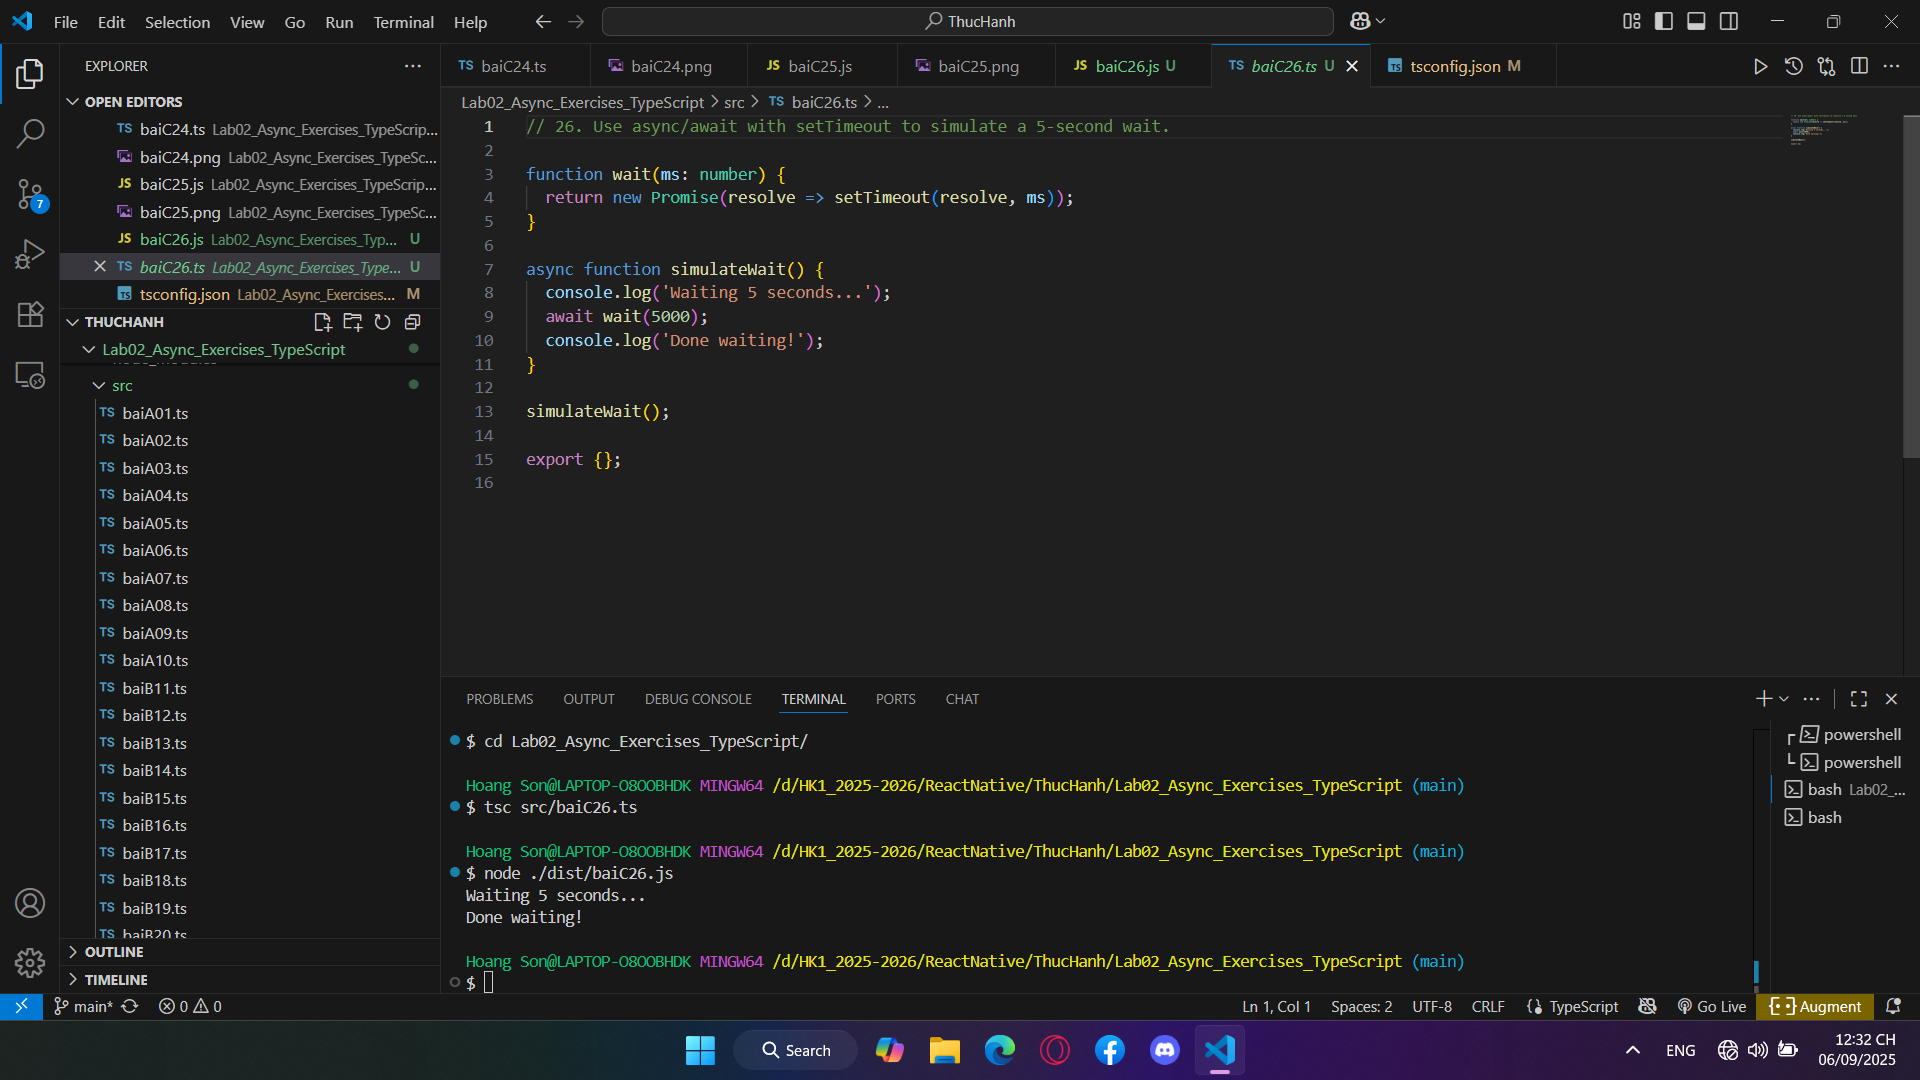 File Edit Selection View Go Run Terminal Help
ThucHanh
EXPLORER
OPEN EDITORS
TS baiC24.ts Lab02_Async_Exercises_TypeScrip...
baiC24.png Lab02_Async_Exercises_TypeSc...
JS baiC25.js Lab02_Async_Exercises_TypeScrip...
baiC25.png Lab02_Async_Exercises_TypeSc...
JS baiC26.js Lab02_Async_Exercises_Typ... U
TS baiC26.ts Lab02_Async_Exercises_Type... U
TS tsconfig.json Lab02_Async_Exercises... M
THUCHANH
Lab02_Async_Exercises_TypeScript
src
TS baiA01.ts
TS baiA02.ts
TS baiA03.ts
TS baiA04.ts
TS baiA05.ts
TS baiA06.ts
TS baiA07.ts
TS baiA08.ts
TS baiA09.ts
TS baiA10.ts
TS baiB11.ts
TS baiB12.ts
TS baiB13.ts
TS baiB14.ts
TS baiB15.ts
TS baiB16.ts
TS baiB17.ts
TS baiB18.ts
TS baiB19.ts
TS baiB20.ts
OUTLINE
TIMELINE
7
TS baiC24.ts baiC24.png JS baiC25.js baiC25.png JS baiC26.js U TS baiC26.ts U TS tsconfig.json M
Lab02_Async_Exercises_TypeScript > src > TS baiC26.ts > ...
1 // 26. Use async/await with setTimeout to simulate a 5-second wait.
2
3 function wait(ms: number) {
4 return new Promise(resolve => setTimeout(resolve, ms));
5 }
6
7 async function simulateWait() {
8 console.log('Waiting 5 seconds...');
9 await wait(5000);
10 console.log('Done waiting!');
11 }
12
13 simulateWait();
14
15 export {};
16
PROBLEMS OUTPUT DEBUG CONSOLE TERMINAL PORTS CHAT
$ cd Lab02_Async_Exercises_TypeScript/
Hoang Son@LAPTOP-O8OOBHDK MINGW64 /d/HK1_2025-2026/ReactNative/ThucHanh/Lab02_Async_Exercises_TypeScript (main)
$ tsc src/baiC26.ts
Hoang Son@LAPTOP-O8OOBHDK MINGW64 /d/HK1_2025-2026/ReactNative/ThucHanh/Lab02_Async_Exercises_TypeScript (main)
$ node ./dist/baiC26.js
Waiting 5 seconds...
Done waiting!
Hoang Son@LAPTOP-O8OOBHDK MINGW64 /d/HK1_2025-2026/ReactNative/ThucHanh/Lab02_Async_Exercises_TypeScript (main)
$
powershell
powershell
bash Lab02_...
bash
main* 0 0 Ln 1, Col 1 Spaces: 2 UTF-8 CRLF {} TypeScript Go Live Augment
Search
ENG
12:32 CH
06/09/2025